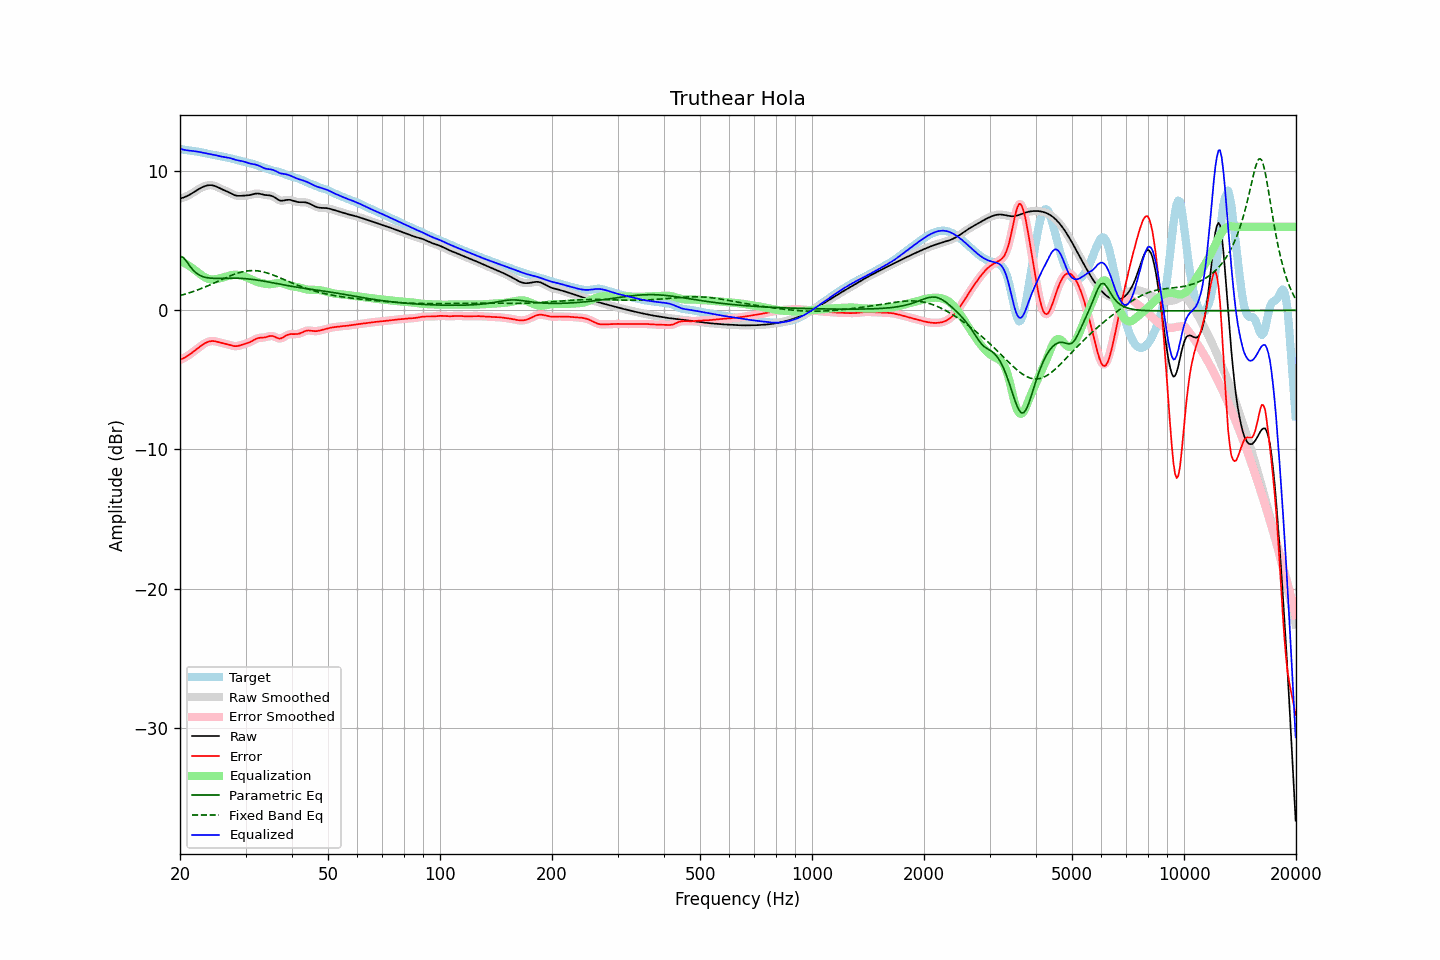 Truthear Hola
Amplitude (dBr)
10
0
−10
−20
−30
Target
Raw Smoothed
Error Smoothed
Raw
Error
Equalization
Parametric Eq
Fixed Band Eq
Equalized
20 50 100 200 500 1000 2000 5000 10000 20000
Frequency (Hz)